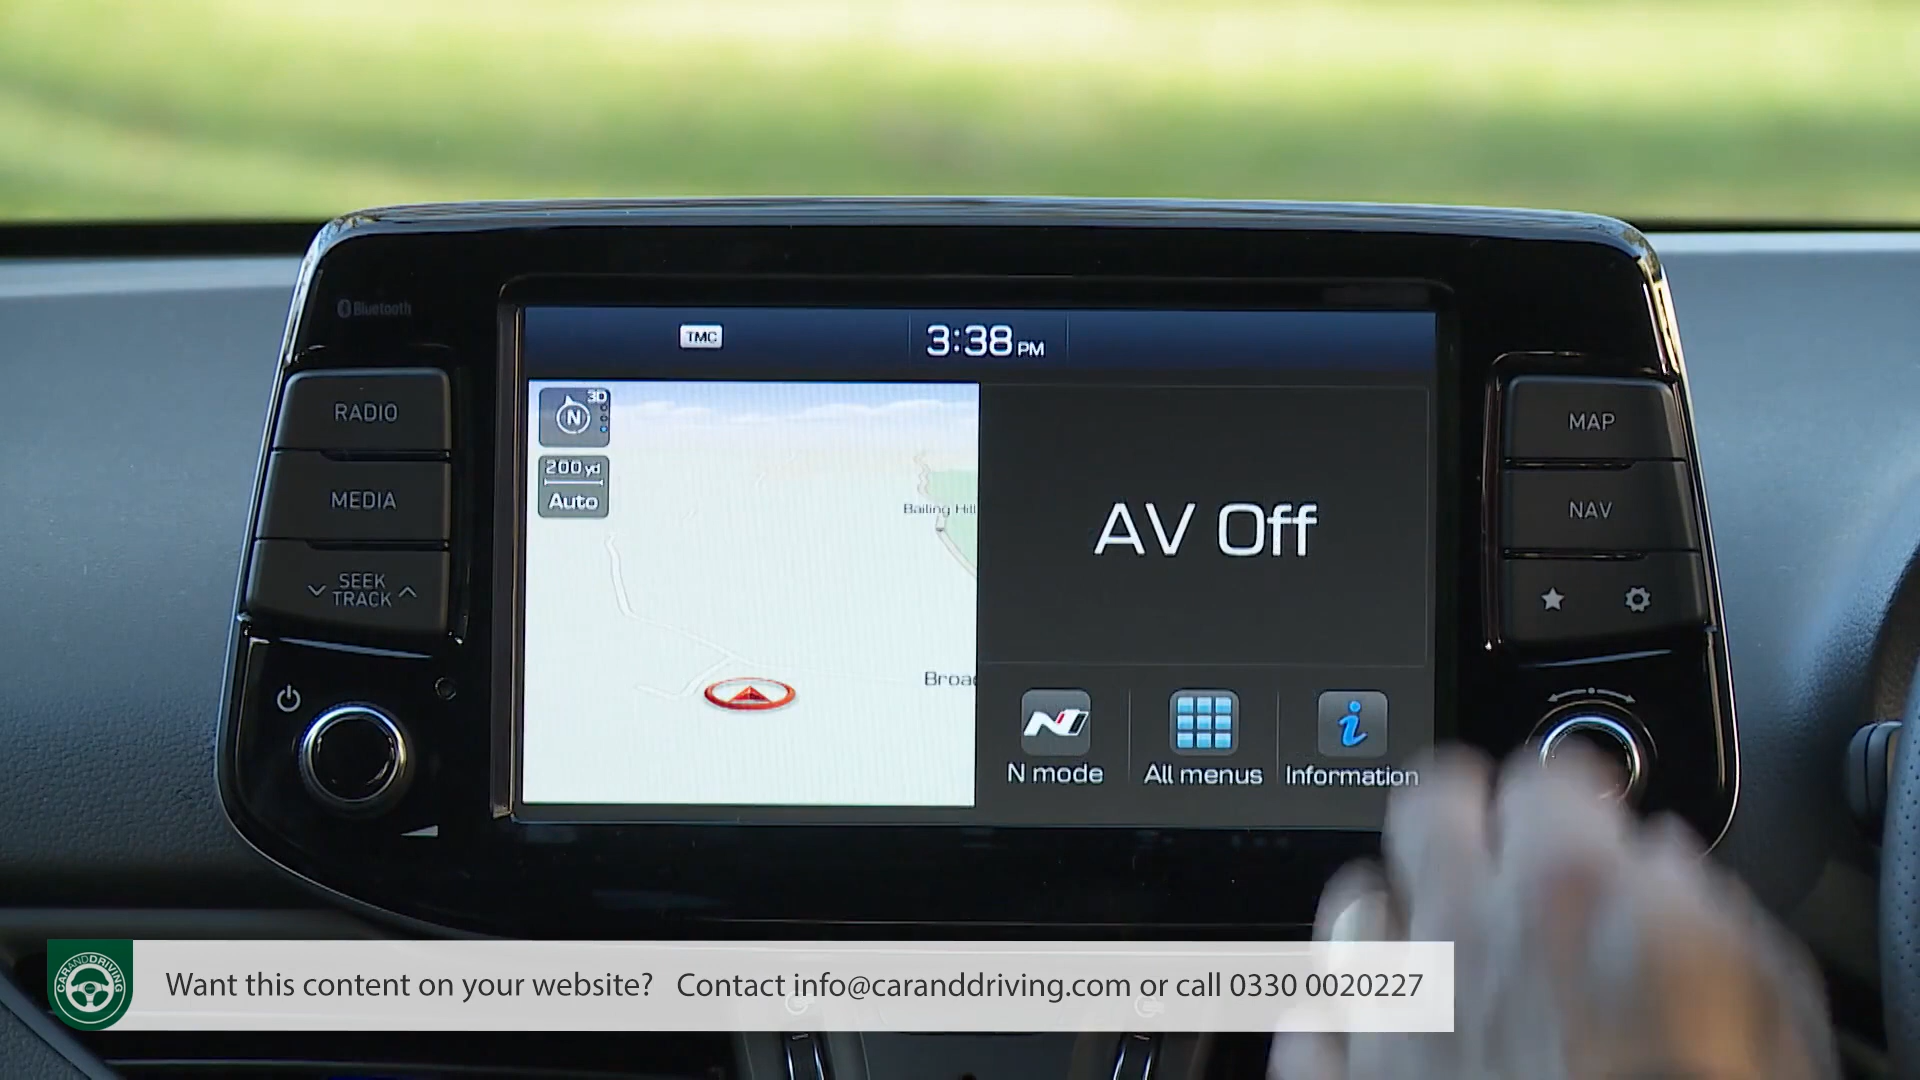 Bluetooth
TMC
3:38 PM
RADIO
MEDIA
SEEK
TRACK
3D
N
200 yd
Auto
Bailing Hill
Broa
AV Off
N mode
All menus
Information
MAP
NAV
CARANDDRIVING
Want this content on your website? Contact info@caranddriving.com or call 0330 0020227